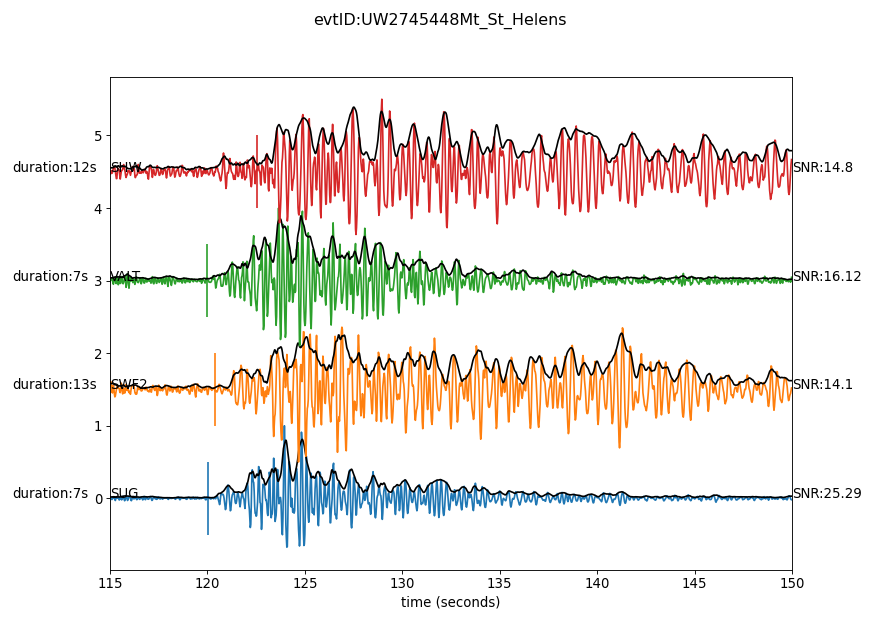 evtID:UW2745448Mt_St_Helens
5
duration:12s SHW SNR:14.8
4
duration:7s VALT SNR:16.12
3
2
duration:13s SWF2 SNR:14.1
1
duration:7s SUG SNR:25.29
0
115 120 125 130 135 140 145 150
time (seconds)